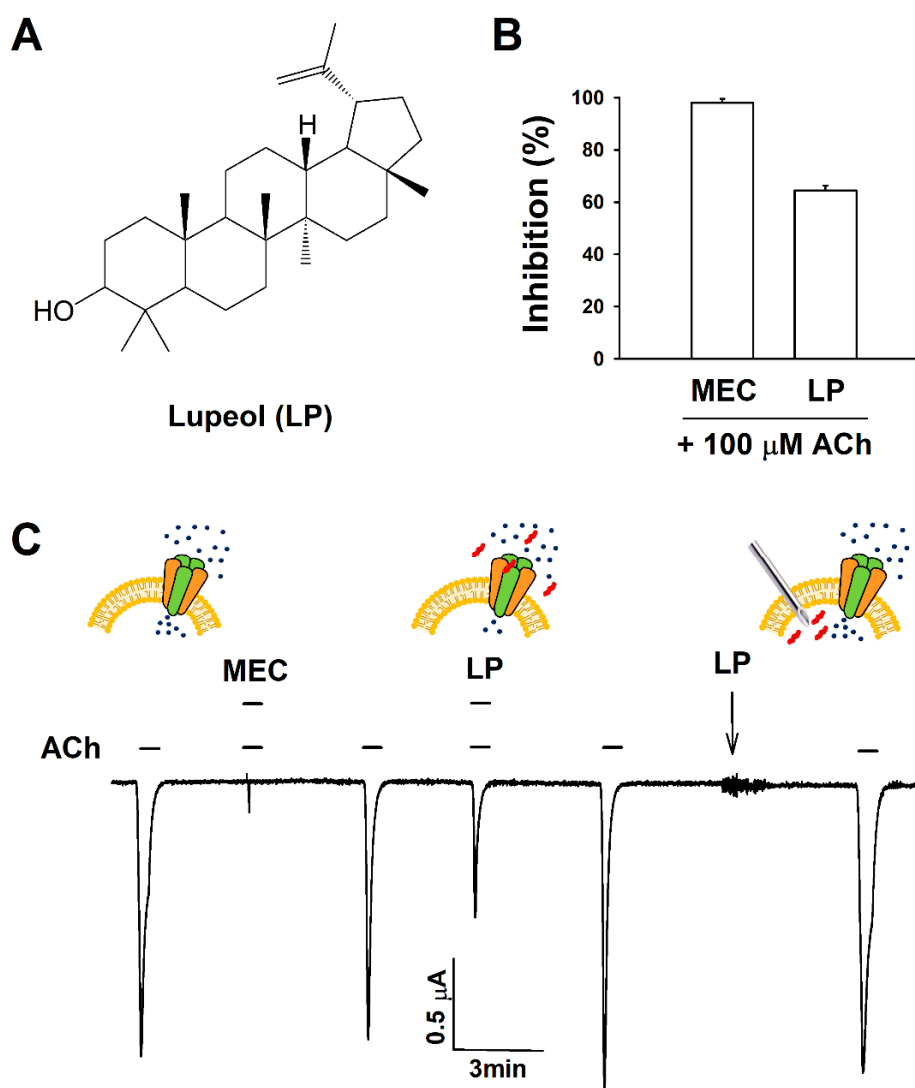 A
H
HO
Lupeol (LP)
B
Inhibition (%)
100
80
60
40
20
0
MEC LP
+ 100 μM ACh
C
MEC LP LP
ACh
0.5 μA
3min